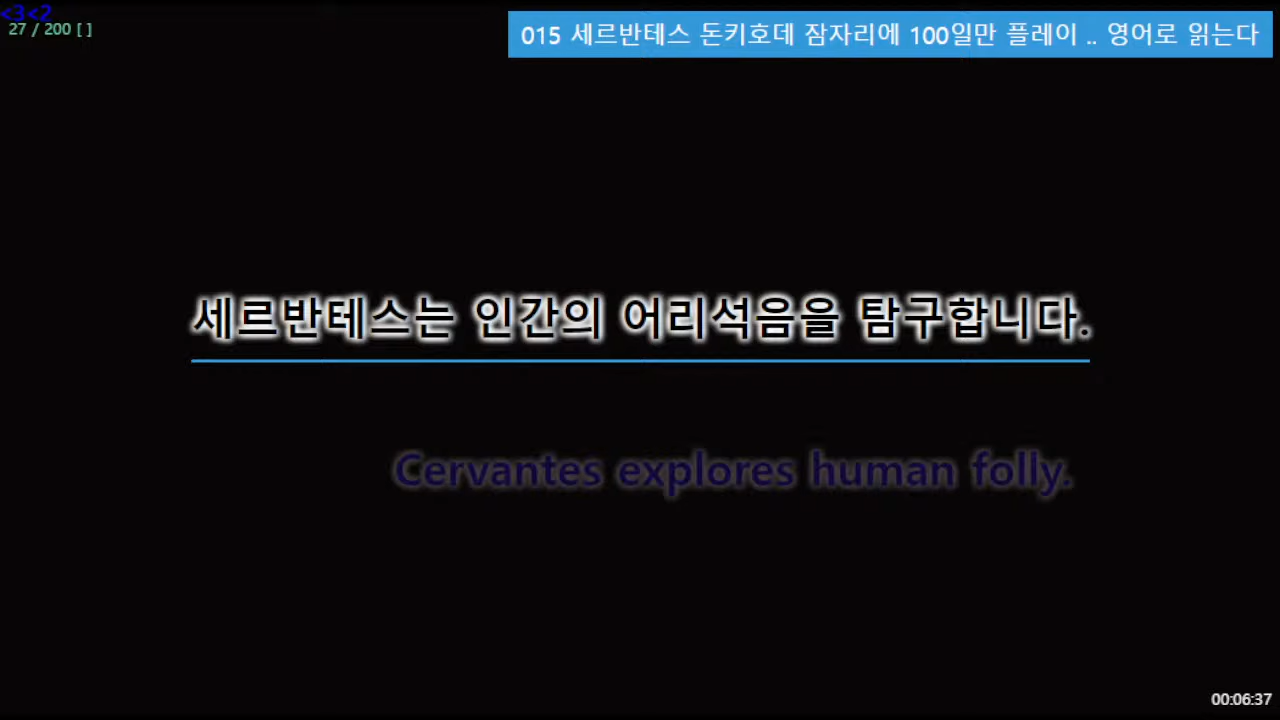 <3<2
27 / 200 [ ]
015 세르반테스 돈키호데 잠자리에 100일만 플레이 .. 영어로 읽는다
세르반테스는 인간의 어리석음을 탐구합니다.
Cervantes explores human folly.
00:06:37